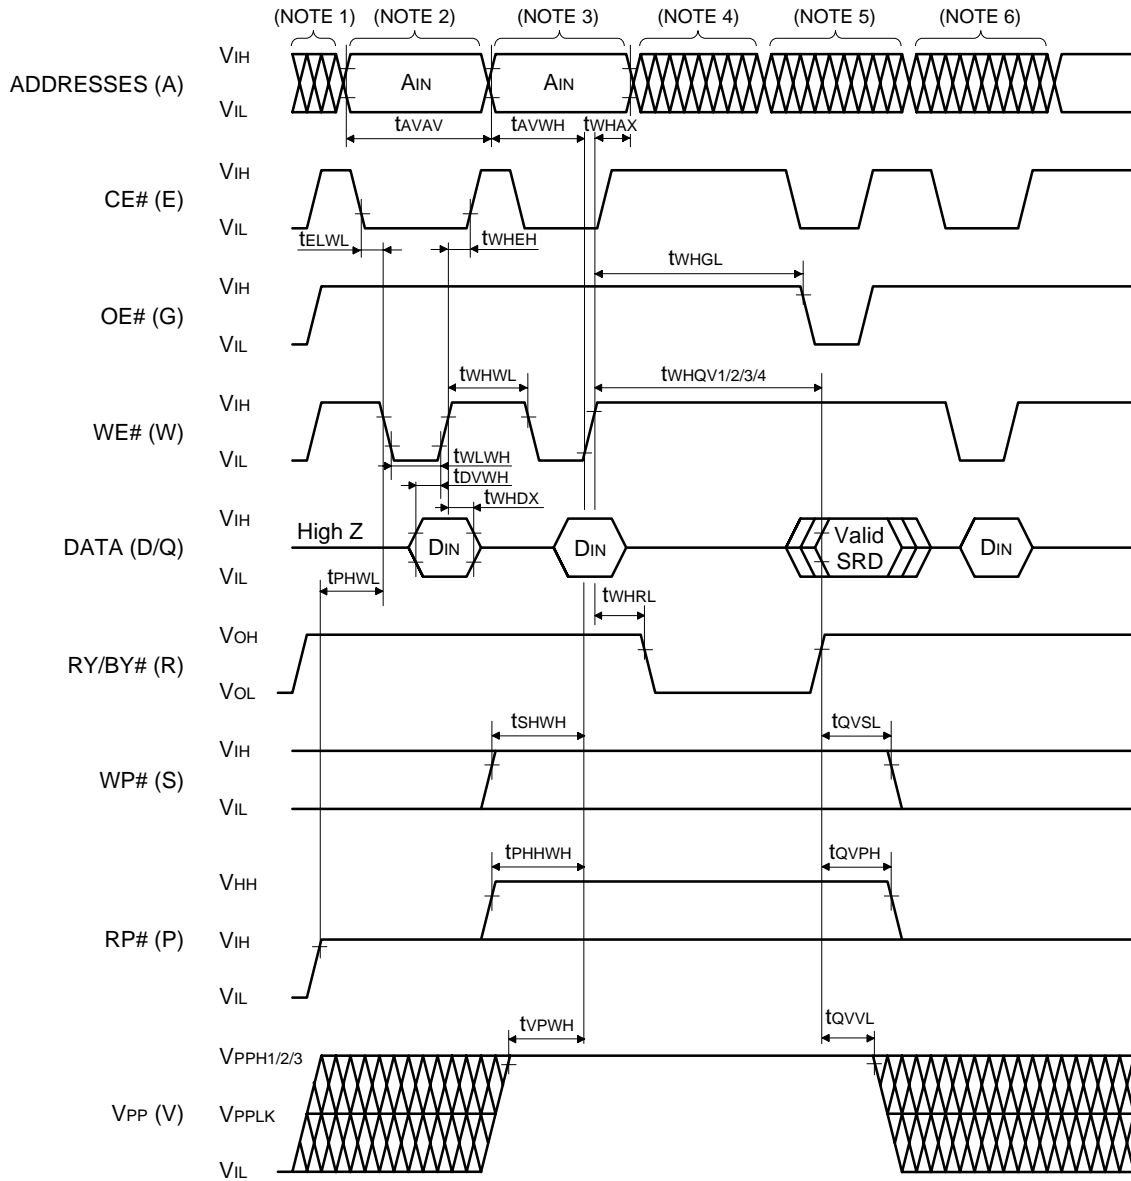 (NOTE 1) (NOTE 2) (NOTE 3) (NOTE 4) (NOTE 5) (NOTE 6)
VIH
ADDRESSES (A) AIN AIN
VIL
tAVAV tAVWH tWHAX
VIH
CE# (E)
VIL
tELWL tWHEH
tWHGL
VIH
OE# (G)
VIL
tWHWL tWHQV1/2/3/4
VIH
WE# (W)
VIL
tWLWH
tDVWH
tWHDX
VIH
High Z
DATA (D/Q) DIN DIN Valid SRD DIN
VIL
tPHWL
tWHRL
VOH
RY/BY# (R)
VOL
tSHWH tQVSL
VIH
WP# (S)
VIL
tPHHWH tQVPH
VHH
RP# (P) VIH
VIL
tVPWH tQVVL
VPPH1/2/3
VPP (V) VPPLK
VIL